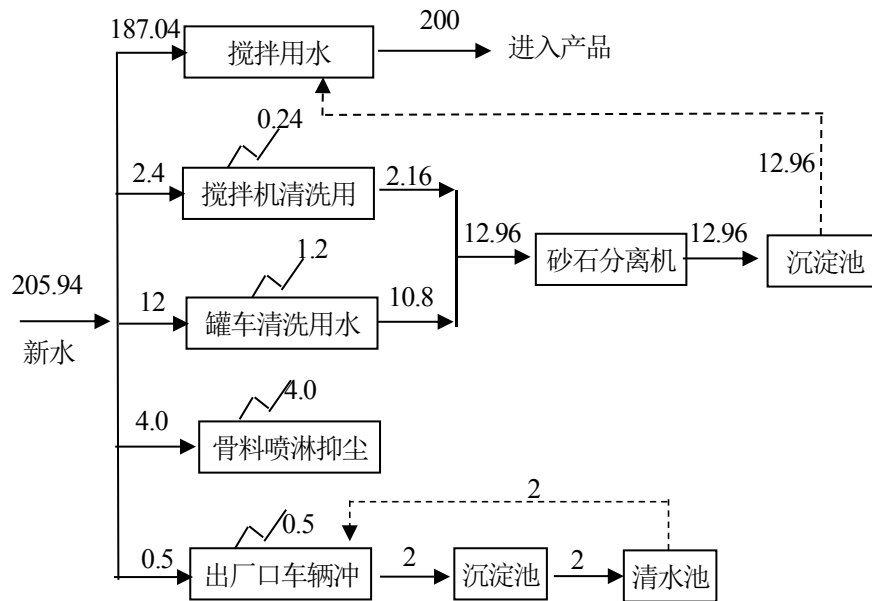 187.04
搅拌用水
200
进入产品
0.24
2.4
搅拌机清洗用
2.16
12.96
12.96
砂石分离机
12.96
沉淀池
205.94
新水
1.2
12
罐车清洗用水
10.8
4.0
4.0
骨料喷淋抑尘
2
0.5
0.5
出厂口车辆冲
2
沉淀池
2
清水池